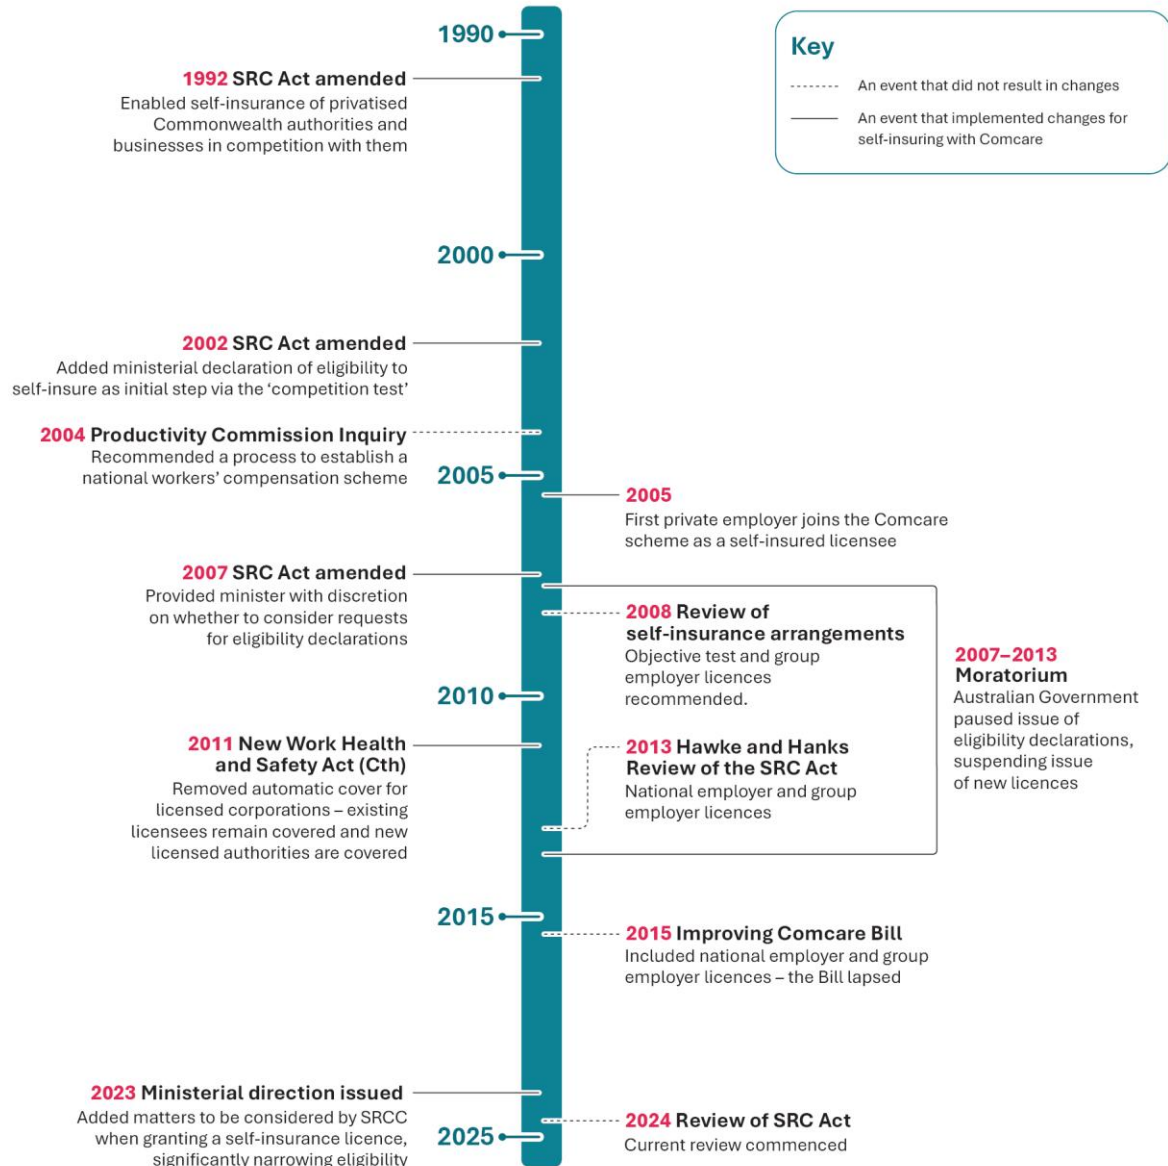 Key
An event that did not result in changes
An event that implemented changes for
self-insuring with Comcare
1990
1992 SRC Act amended
Enabled self-insurance of privatised
Commonwealth authorities and
businesses in competition with them
2000
2002 SRC Act amended
Added ministerial declaration of eligibility to
self-insure as initial step via the ‘competition test’
2004 Productivity Commission Inquiry
Recommended a process to establish a
national workers’ compensation scheme
2005
2005
First private employer joins the Comcare
scheme as a self-insured licensee
2007 SRC Act amended
Provided minister with discretion
on whether to consider requests
for eligibility declarations
2008 Review of
self-insurance arrangements
Objective test and group
employer licences
recommended.
2007–2013
Moratorium
Australian Government
paused issue of
eligibility declarations,
suspending issue
of new licences
2010
2011 New Work Health
and Safety Act (Cth)
Removed automatic cover for
licensed corporations – existing
licensees remain covered and new
licensed authorities are covered
2013 Hawke and Hanks
Review of the SRC Act
National employer and group
employer licences
2015
2015 Improving Comcare Bill
Included national employer and group
employer licences – the Bill lapsed
2023 Ministerial direction issued
Added matters to be considered by SRCC
when granting a self-insurance licence,
significantly narrowing eligibility
2024 Review of SRC Act
Current review commenced
2025